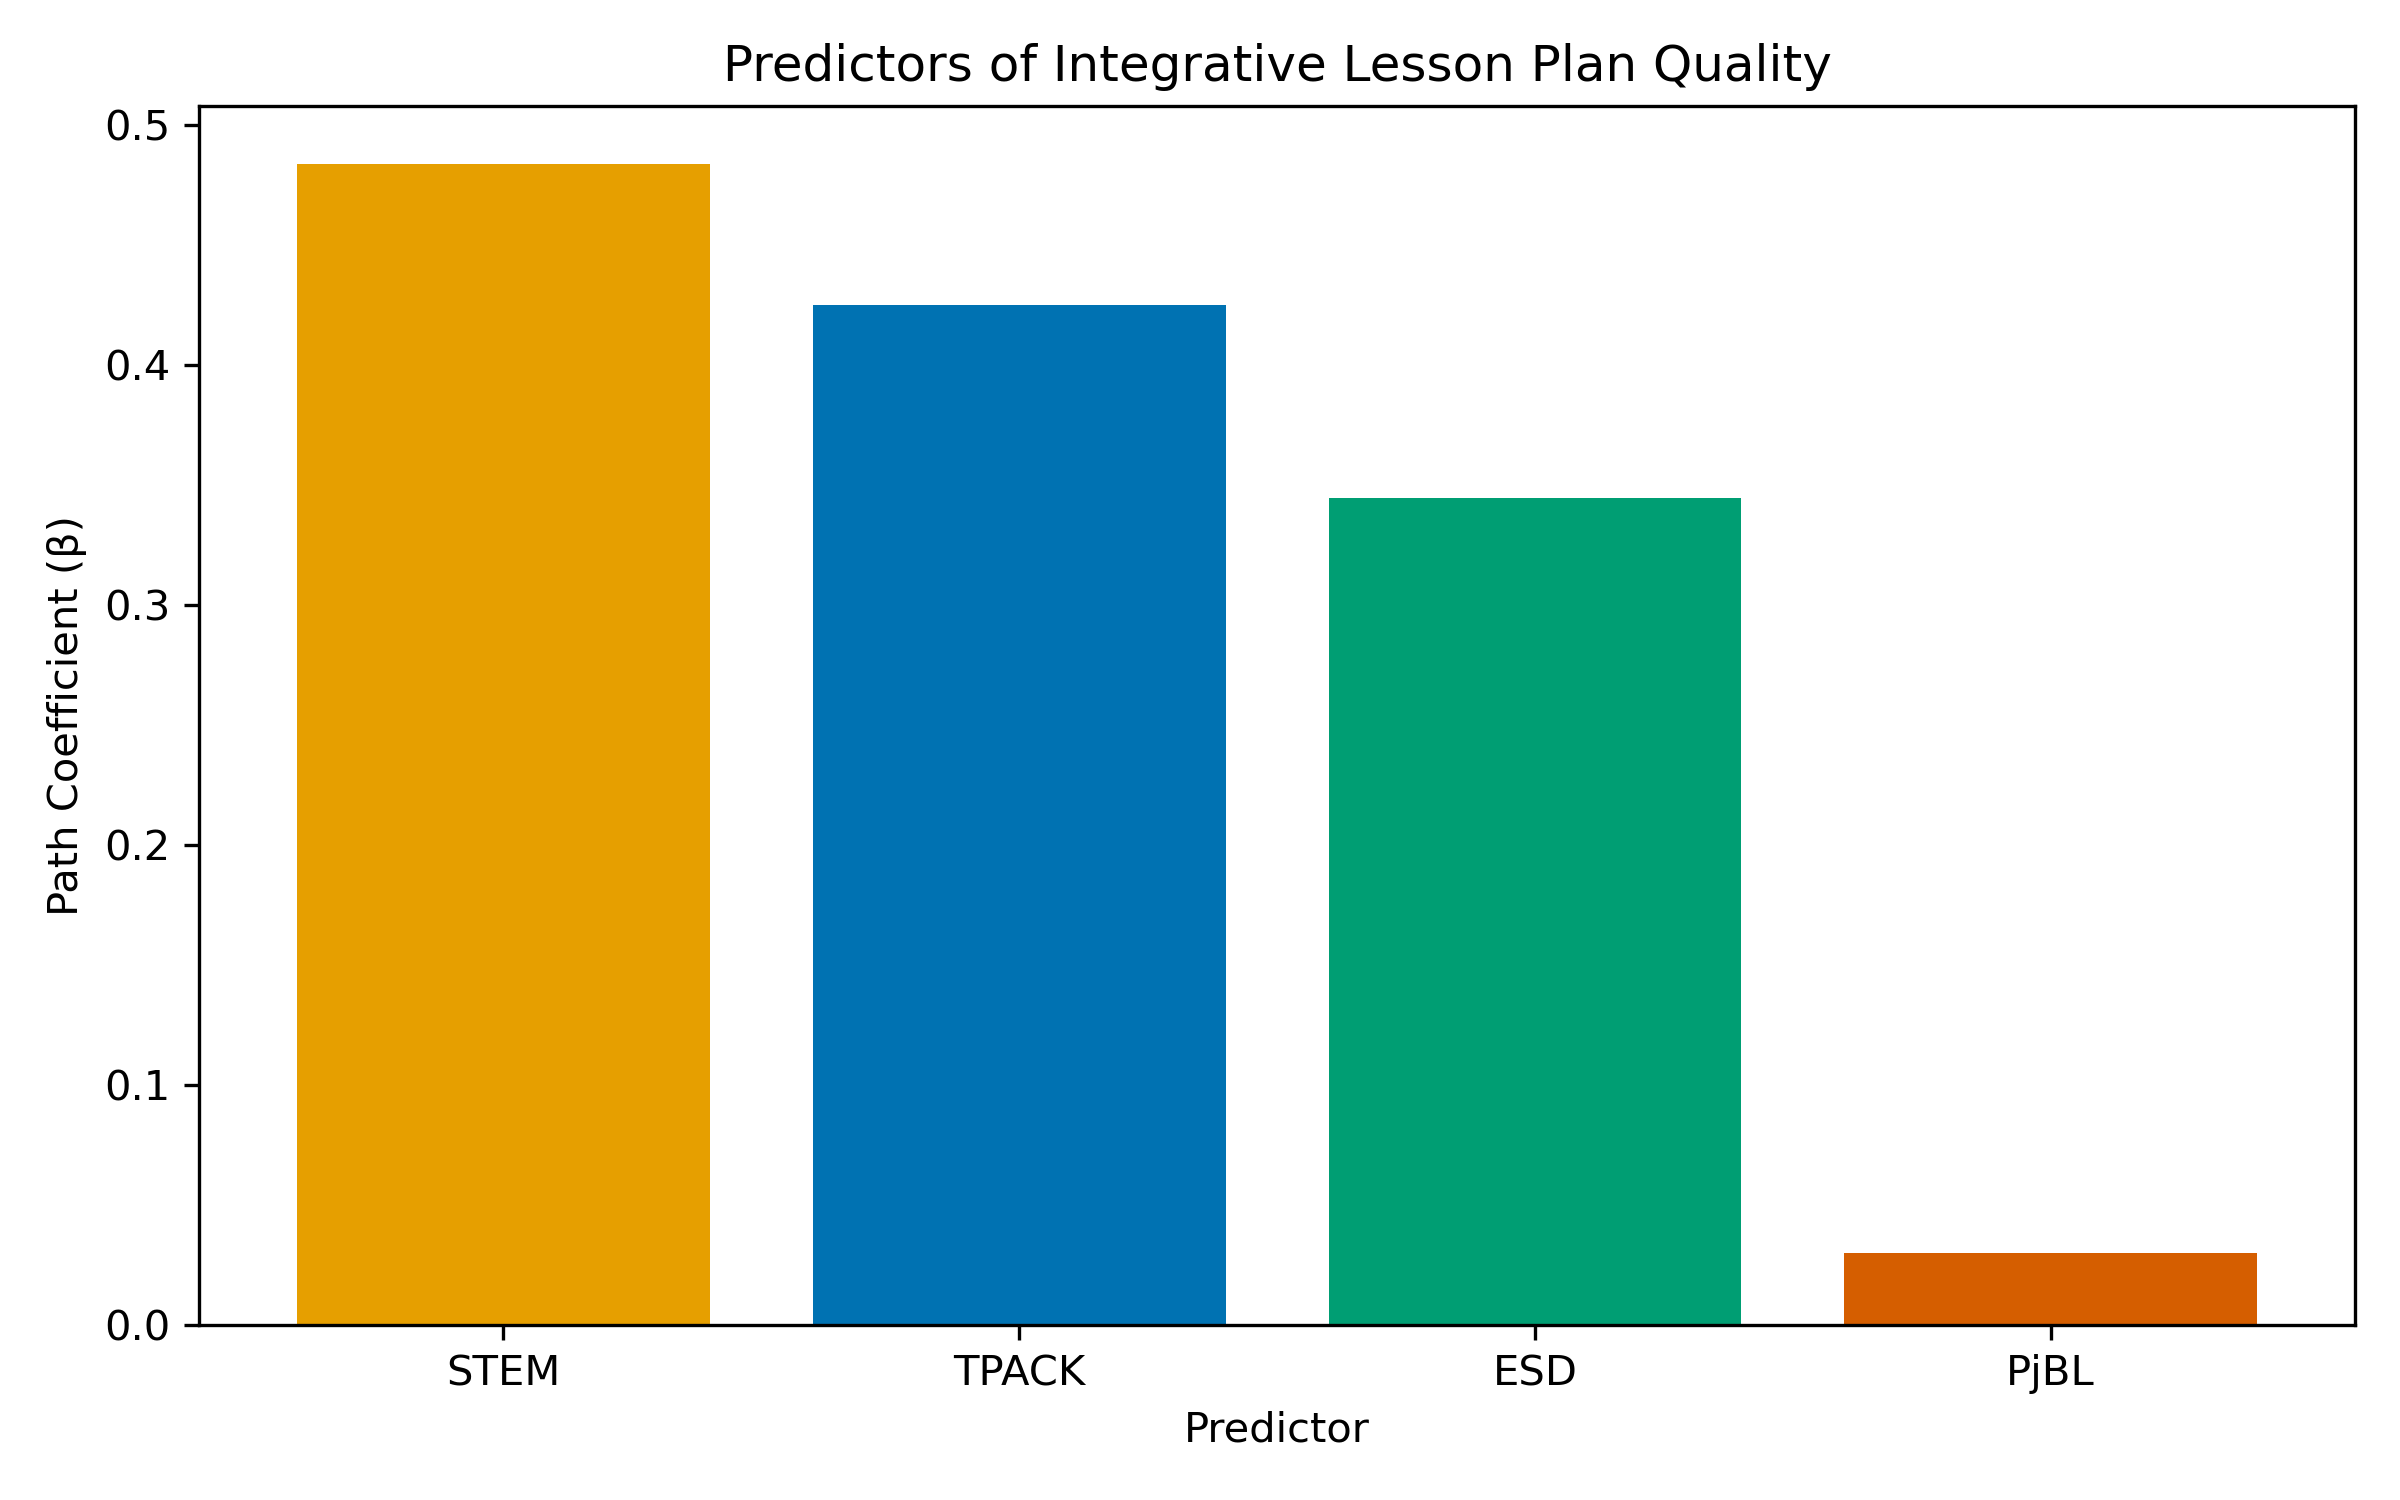 Predictors of Integrative Lesson Plan Quality
Path Coefficient (β)
0.5
0.4
0.3
0.2
0.1
0.0
STEM TPACK ESD PjBL
Predictor